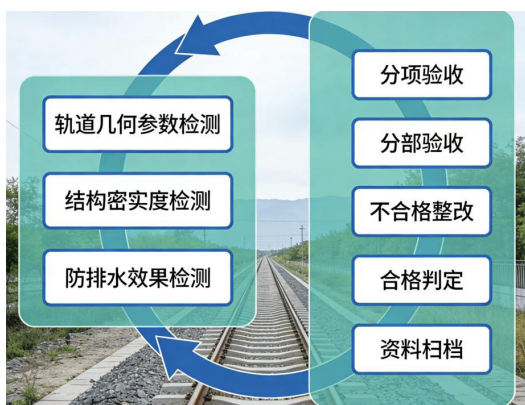 轨道几何参数检测
结构密实度检测
防排水效果检测
分项验收
分部验收
不合格整改
合格判定
资料归档